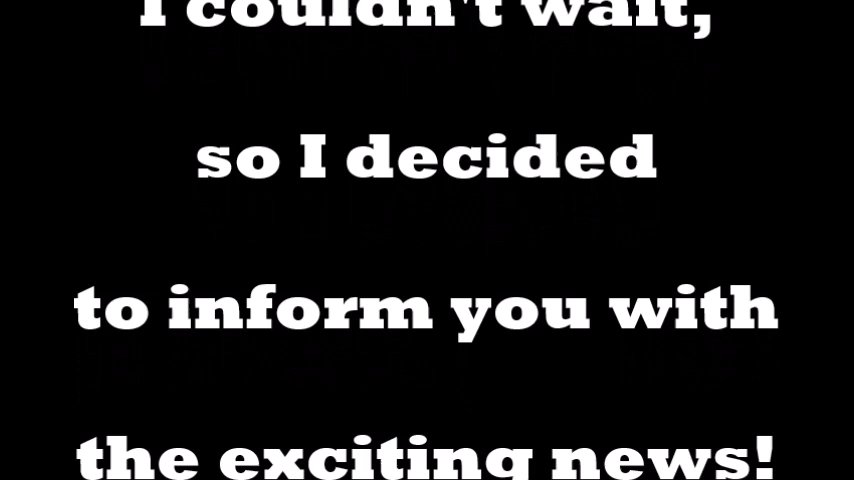 I couldn't wait,
so I decided
to inform you with
the exciting news!